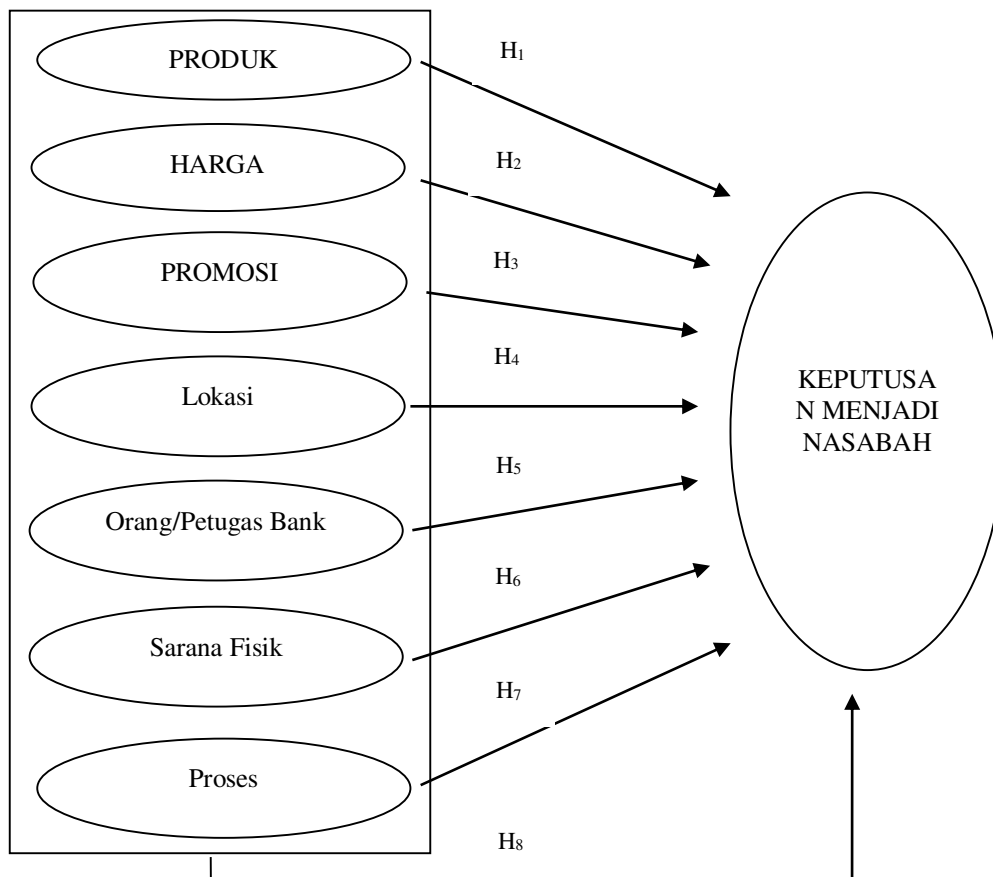 PRODUK
H₁
HARGA
H₂
PROMOSI
H₃
Lokasi
H₄
Orang/Petugas Bank
H₅
Sarana Fisik
H₆
Proses
H₇
H₈
KEPUTUSA
N MENJADI
NASABAH